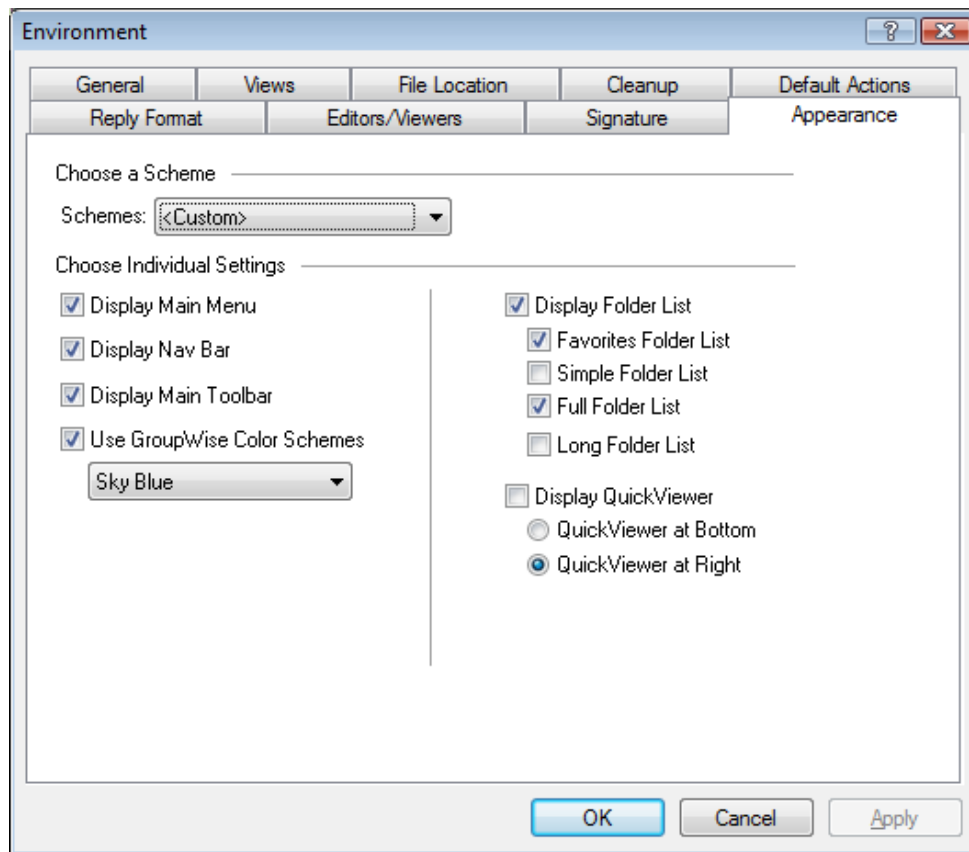 Environment
?
General Views File Location Cleanup Default Actions
Reply Format Editors/Viewers Signature Appearance
Choose a Scheme
Schemes: <Custom>
Choose Individual Settings
Display Main Menu
Display Nav Bar
Display Main Toolbar
Use GroupWise Color Schemes
Sky Blue
Display Folder List
Favorites Folder List
Simple Folder List
Full Folder List
Long Folder List
Display QuickViewer
QuickViewer at Bottom
QuickViewer at Right
OK Cancel Apply